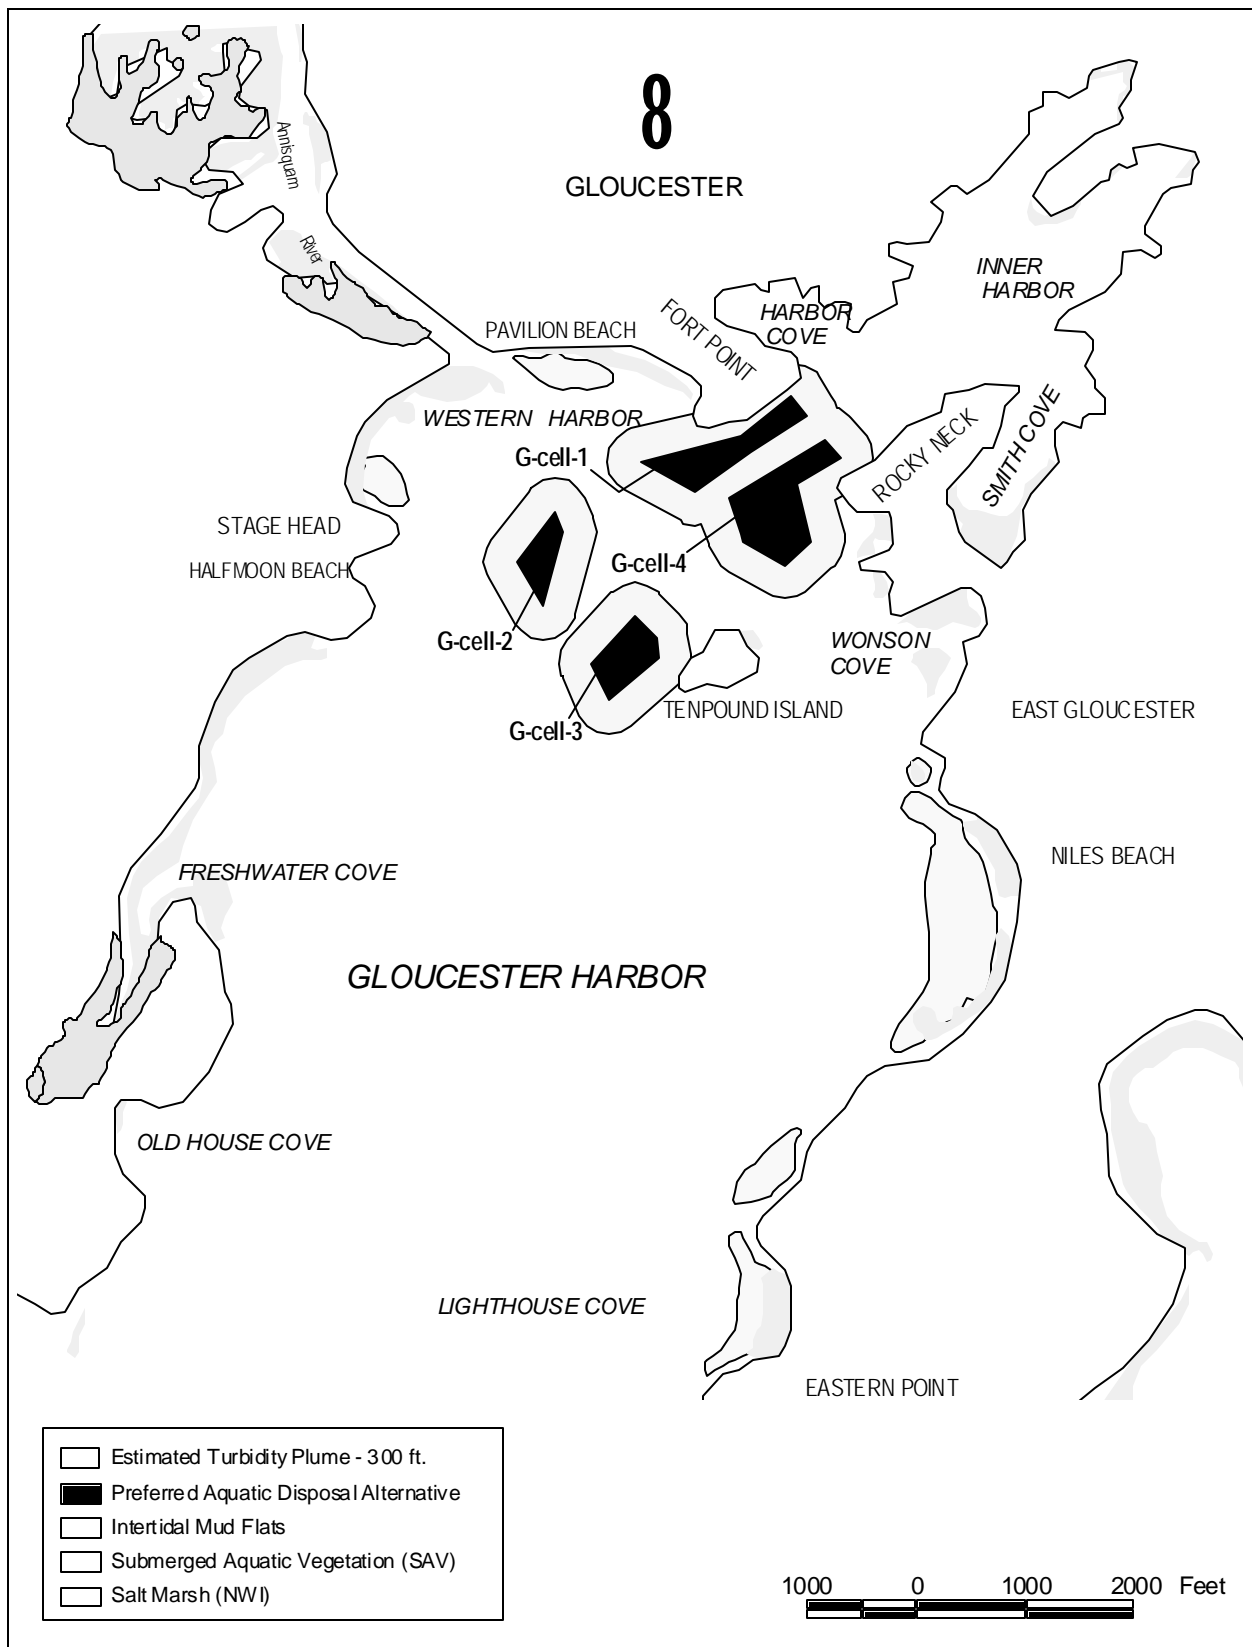 8
GLOUCESTER
Annisquam
River
INNER
HARBOR
HARBOR
COVE
FORT POINT
PAVILION BEACH
WESTERN HARBOR
G-cell-1
ROCKY NECK
SMITH COVE
STAGE HEAD
HALFMOON BEACH
G-cell-4
G-cell-2
WONSON
COVE
TENPOUND ISLAND
EAST GLOUCESTER
G-cell-3
NILES BEACH
FRESHWATER COVE
GLOUCESTER HARBOR
OLD HOUSE COVE
LIGHTHOUSE COVE
EASTERN POINT
Estimated Turbidity Plume - 300 ft.
Preferred Aquatic Disposal Alternative
Intertidal Mud Flats
Submerged Aquatic Vegetation (SAV)
Salt Marsh (NWI)
1000 0 1000 2000 Feet